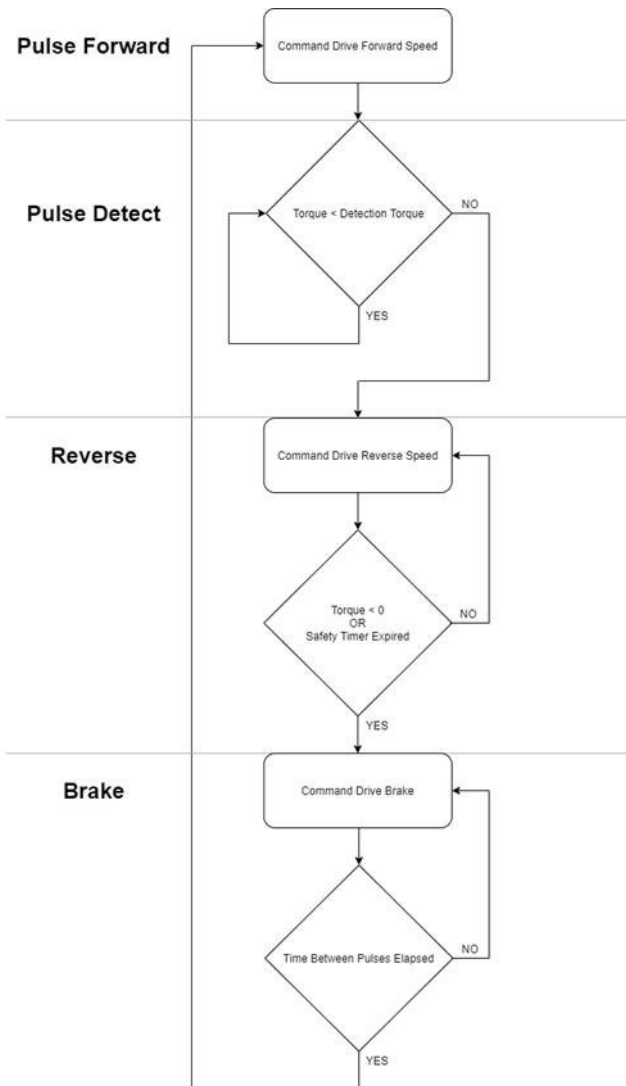 Pulse Forward
Command Drive Forward Speed
Pulse Detect
Torque < Detection Torque
NO
YES
Reverse
Command Drive Reverse Speed
Torque < 0
OR
Safety Timer Expired
NO
YES
Brake
Command Drive Brake
Time Between Pulses Elapsed
NO
YES